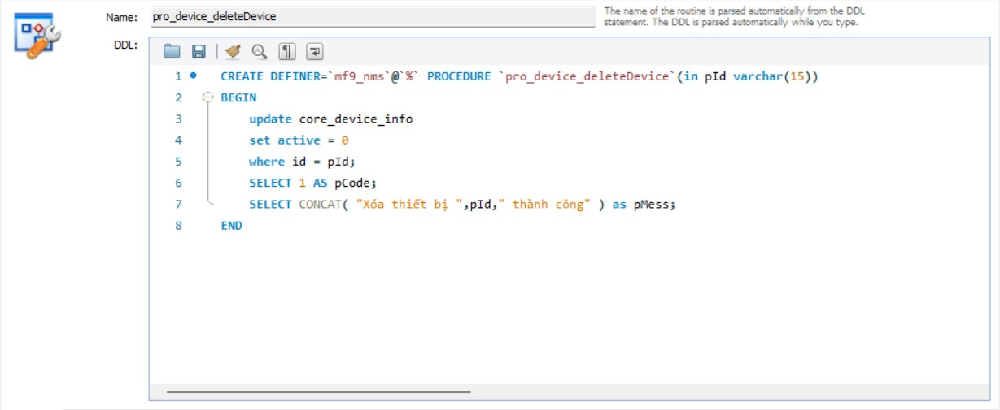 Name: pro_device_deleteDevice
The name of the routine is parsed automatically from the DDL
statement. The DDL is parsed automatically while you type.
DDL:
1 CREATE DEFINER=`mf9_nms`@`%` PROCEDURE `pro_device_deleteDevice`(in pId varchar(15))
2 BEGIN
3 update core_device_info
4 set active = 0
5 where id = pId;
6 SELECT 1 AS pCode;
7 SELECT CONCAT( "Xóa thiết bị ",pId," thành công" ) as pMess;
8 END